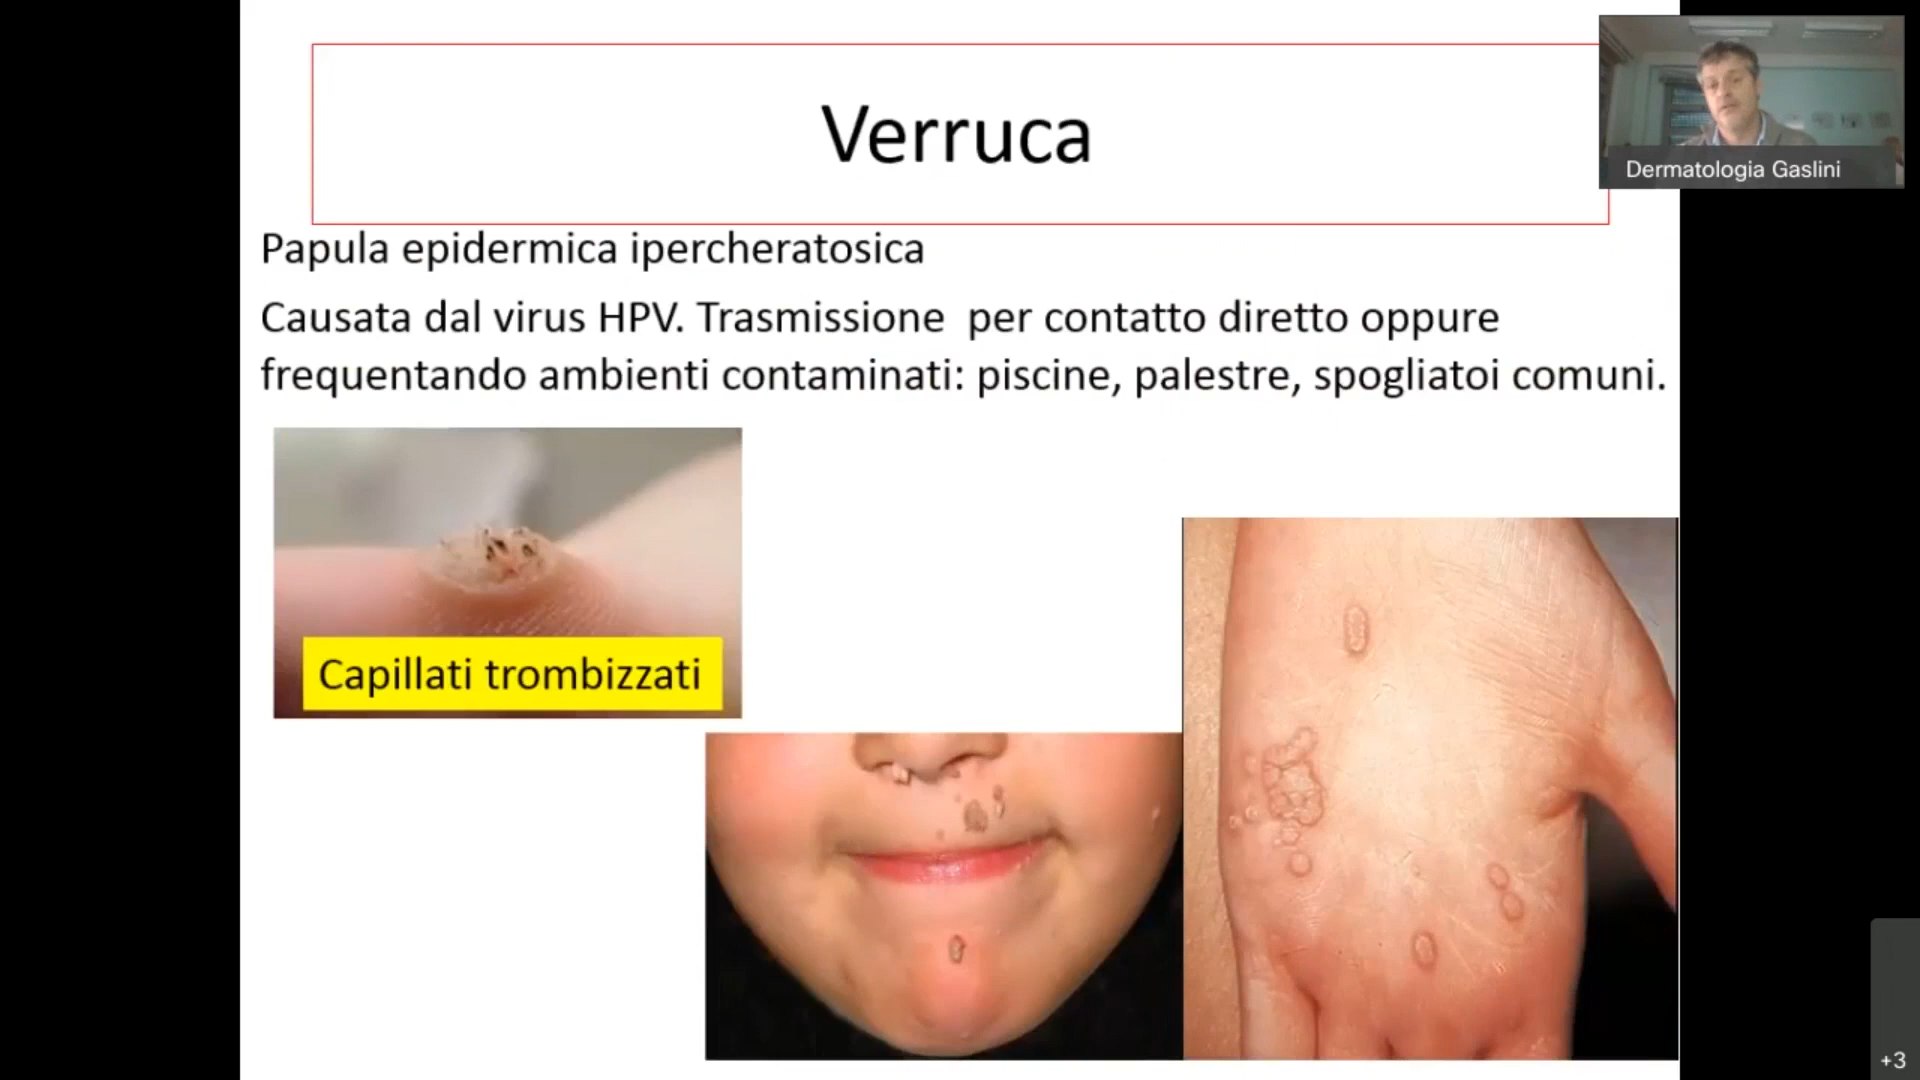 Verruca
Dermatologia Gaslini
Papula epidermica ipercheratosica
Causata dal virus HPV. Trasmissione per contatto diretto oppure
frequentando ambienti contaminati: piscine, palestre, spogliatoi comuni.
Capillati trombizzati
+3